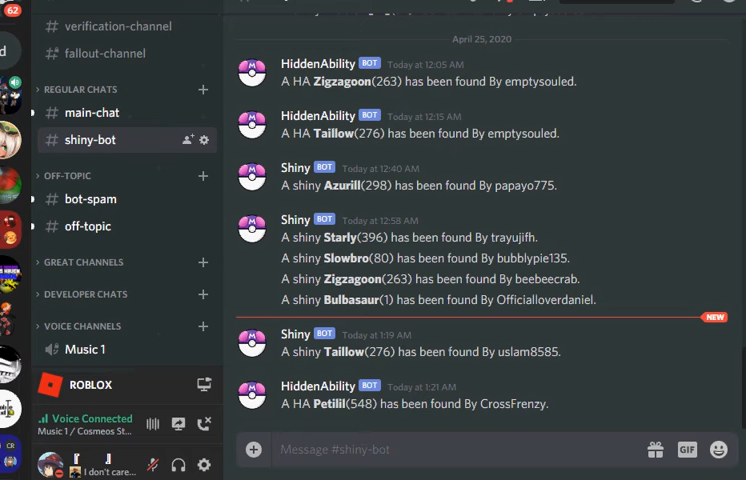 62
verification-channel
fallout-channel
REGULAR CHATS
main-chat
shiny-bot
OFF-TOPIC
bot-spam
off-topic
GREAT CHANNELS
DEVELOPER CHATS
VOICE CHANNELS
Music 1
ROBLOX
Voice Connected
Music 1 / Cosmeos St...
I don't care...
CR
April 25, 2020
HiddenAbility BOT Today at 12:05 AM
A HA Zigzagoon(263) has been found By emptysouled.
HiddenAbility BOT Today at 12:15 AM
A HA Taillow(276) has been found By emptysouled.
Shiny BOT Today at 12:40 AM
A shiny Azurill(298) has been found By papayo775.
Shiny BOT Today at 12:58 AM
A shiny Starly(396) has been found By trayujifh.
A shiny Slowbro(80) has been found By bubblypie135.
A shiny Zigzagoon(263) has been found By beebeecrab.
A shiny Bulbasaur(1) has been found By Officialloverdaniel.
NEW
Shiny BOT Today at 1:19 AM
A shiny Taillow(276) has been found By uslam8585.
HiddenAbility BOT Today at 1:21 AM
A HA Petilil(548) has been found By CrossFrenzy.
Message #shiny-bot
GIF